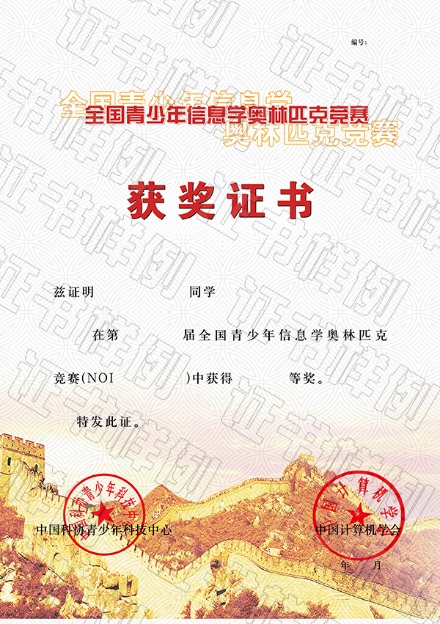 编号:
全国青少年信息学
奥林匹克竞赛
全国青少年信息学奥林匹克竞赛
获奖证书
兹证明 同学
在第 届全国青少年信息学奥林匹克
竞赛(NOI )中获得 等奖。
特发此证。
中国科协青少年科技中心 中国计算机学会
年 月
证书样例